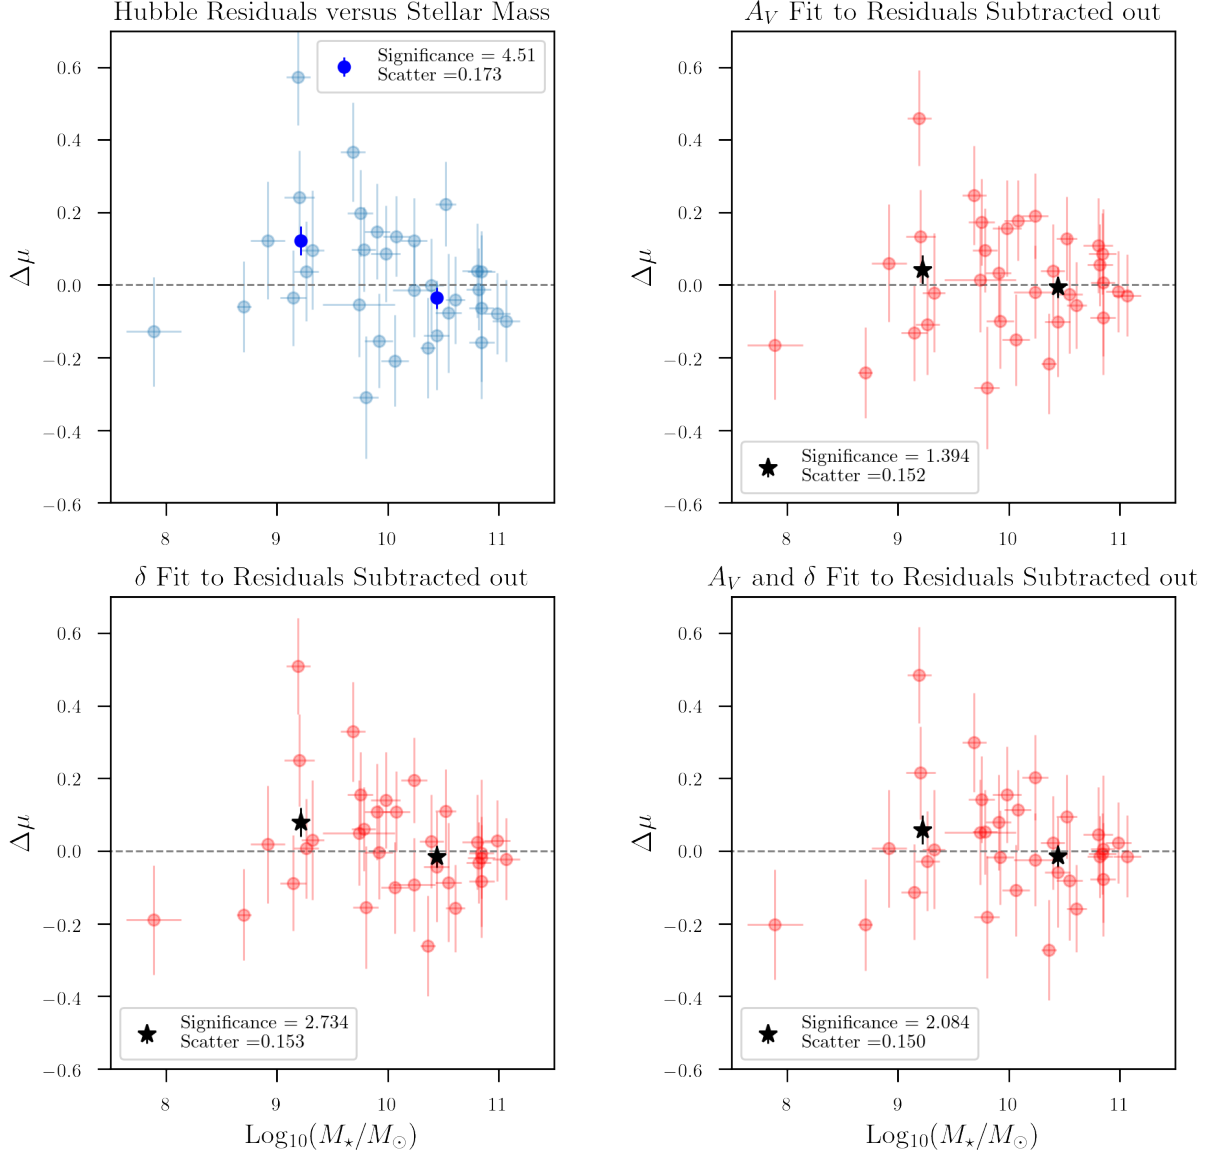 Hubble Residuals versus Stellar Mass
Significance = 4.51
Scatter =0.173
0.6
0.4
0.2
0.0
−0.2
−0.4
−0.6
Δμ
8
9
10
11
A_V Fit to Residuals Subtracted out
0.6
0.4
0.2
0.0
−0.2
−0.4
−0.6
Δμ
Significance = 1.394
Scatter =0.152
8
9
10
11
δ Fit to Residuals Subtracted out
0.6
0.4
0.2
0.0
−0.2
−0.4
−0.6
Δμ
Significance = 2.734
Scatter =0.153
8
9
10
11
Log₁₀(M⋆/M⊙)
A_V and δ Fit to Residuals Subtracted out
0.6
0.4
0.2
0.0
−0.2
−0.4
−0.6
Δμ
Significance = 2.084
Scatter =0.150
8
9
10
11
Log₁₀(M⋆/M⊙)